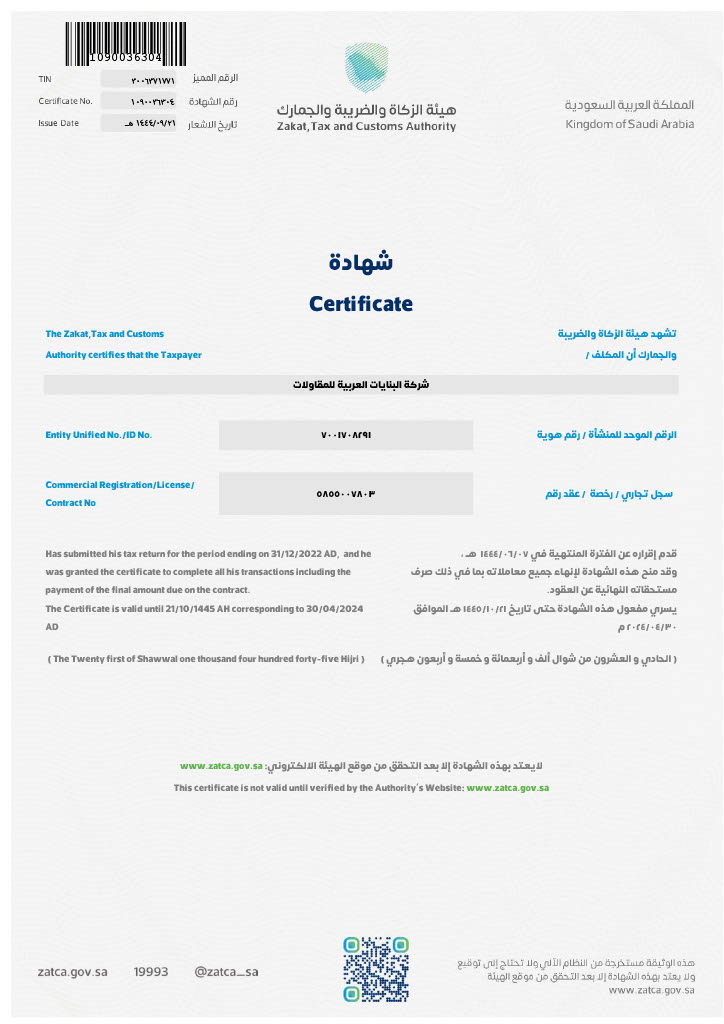 1090036304
TIN ٣٠٠٦٣٧١٧٧١ الرقم المميز
Certificate No. ١٠٩٠٠٣٦٣٠٤ رقم الشهادة
Issue Date ١٤٤٤/٠٩/٢١ هـ تاريخ الاشعار
هيئة الزكاة والضريبة والجمارك
Zakat,Tax and Customs Authority
المملكة العربية السعودية
Kingdom of Saudi Arabia
شهادة
Certificate
The Zakat,Tax and Customs
Authority certifies that the Taxpayer
تشهد هيئة الزكاة والضريبة
والجمارك أن المكلف /
شركة البنايات العربية للمقاولات
Entity Unified No./ID No. ٧٠٠١٧٠٨٢٩١ الرقم الموحد للمنشأة / رقم هوية
Commercial Registration/License/
Contract No
٥٨٥٥٠٠٧٨٠٣
سجل تجاري / رخصة / عقد رقم
Has submitted his tax return for the period ending on 31/12/2022 AD, and he
was granted the certificate to complete all his transactions including the
payment of the final amount due on the contract.
The Certificate is valid until 21/10/1445 AH corresponding to 30/04/2024
AD
قدم إقراره عن الفترة المنتهية في ١٤٤٤/٠٦/٠٧ هـ ،
وقد منح هذه الشهادة لإنهاء جميع معاملاته بما في ذلك صرف
مستحقاته النهائية عن العقود.
يسري مفعول هذه الشهادة حتى تاريخ ١٤٤٥/١٠/٢١ هـ الموافق
٢٠٢٤/٠٤/٣٠ م
( The Twenty first of Shawwal one thousand four hundred forty-five Hijri )
( الحادي و العشرون من شوال ألف و أربعمائة و خمسة و أربعون هجري )
لايعتد بهذه الشهادة إلا بعد التحقق من موقع الهيئة الالكتروني: www.zatca.gov.sa
This certificate is not valid until verified by the Authority's Website: www.zatca.gov.sa
zatca.gov.sa 19993 @zatca_sa
هذه الوثيقة مستخرجة من النظام الآلي ولا تحتاج إلى توقيع
ولا يعتد بهذه الشهادة إلا بعد التحقق من موقع الهيئة
www.zatca.gov.sa